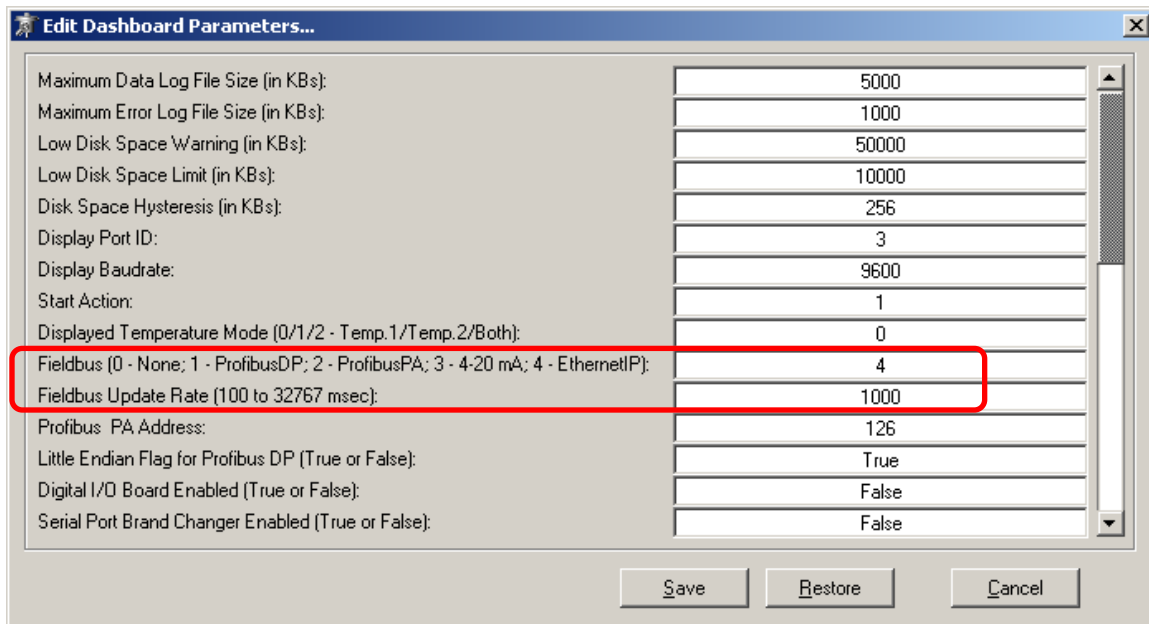 Edit Dashboard Parameters...
Maximum Data Log File Size (in KBs): 5000
Maximum Error Log File Size (in KBs): 1000
Low Disk Space Warning (in KBs): 50000
Low Disk Space Limit (in KBs): 10000
Disk Space Hysteresis (in KBs): 256
Display Port ID: 3
Display Baudrate: 9600
Start Action: 1
Displayed Temperature Mode (0/1/2 - Temp.1/Temp.2/Both): 0
Fieldbus (0 - None; 1 - ProfibusDP; 2 - ProfibusPA; 3 - 4-20 mA; 4 - EthernetIP): 4
Fieldbus Update Rate (100 to 32767 msec): 1000
Profibus PA Address: 126
Little Endian Flag for Profibus DP (True or False): True
Digital I/O Board Enabled (True or False): False
Serial Port Brand Changer Enabled (True or False): False
Save Restore Cancel